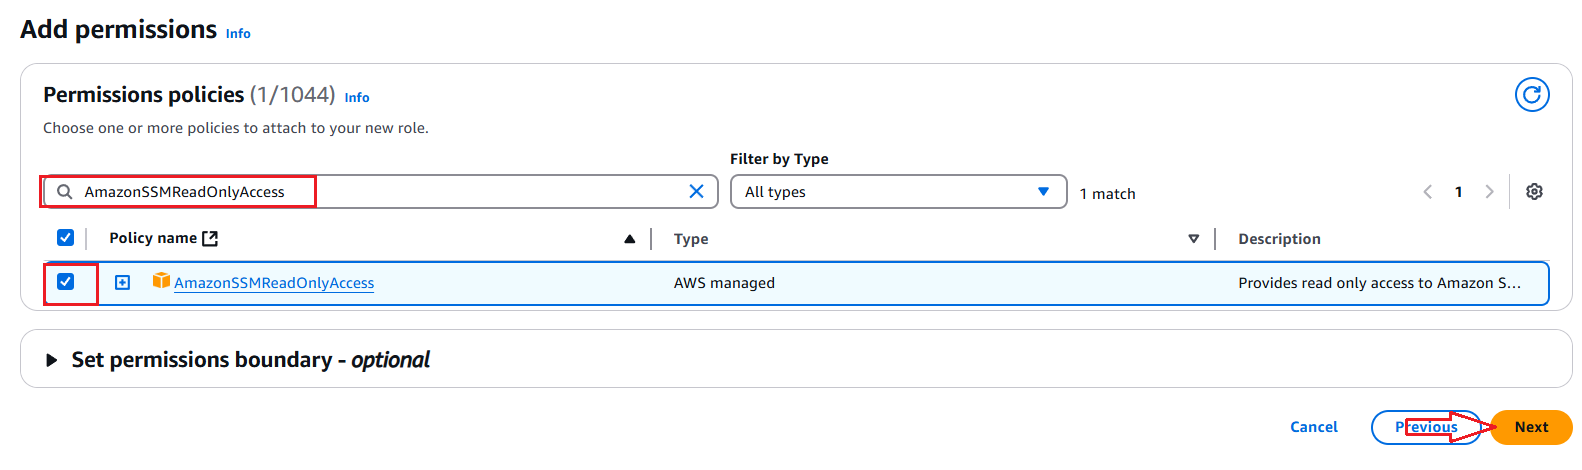 Add permissions Info
Permissions policies (1/1044) Info
Choose one or more policies to attach to your new role.
Filter by Type
AmazonSSMReadOnlyAccess
All types
1 match
1
Policy name
Type
Description
AmazonSSMReadOnlyAccess
AWS managed
Provides read only access to Amazon S...
Set permissions boundary - optional
Cancel
Previous
Next